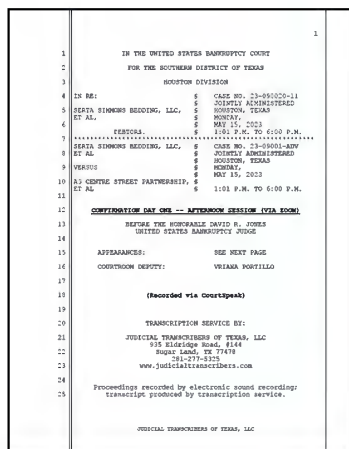 1
1 IN THE UNITED STATES BANKRUPTCY COURT
2 FOR THE SOUTHERN DISTRICT OF TEXAS
3 HOUSTON DIVISION
4 IN RE: § CASE NO. 23-090020-11
§ JOINTLY ADMINISTERED
5 SERTA SIMMONS BEDDING, LLC, § HOUSTON, TEXAS
ET AL, § MONDAY,
6 § MAY 15, 2023
DEBTORS. § 1:01 P.M. TO 6:00 P.M.
7 ******************************************************
SERTA SIMMONS BEDDING, LLC, § CASE NO. 23-09001-ADV
8 ET AL § JOINTLY ADMINISTERED
§ HOUSTON, TEXAS
9 VERSUS § MONDAY,
§ MAY 15, 2023
10 AG CENTRE STREET PARTNERSHIP, §
ET AL § 1:01 P.M. TO 6:00 P.M.
11
12 CONFIRMATION DAY ONE -- AFTERNOON SESSION (VIA ZOOM)
13 BEFORE THE HONORABLE DAVID R. JONES
UNITED STATES BANKRUPTCY JUDGE
14
15 APPEARANCES: SEE NEXT PAGE
16 COURTROOM DEPUTY: VRIANA PORTILLO
17
18 (Recorded via CourtSpeak)
19
20 TRANSCRIPTION SERVICE BY:
21 JUDICIAL TRANSCRIBERS OF TEXAS, LLC
935 Eldridge Road, #144
22 Sugar Land, TX 77478
281-277-5325
23 www.judicialtranscribers.com
24
Proceedings recorded by electronic sound recording;
25 transcript produced by transcription service.
JUDICIAL TRANSCRIBERS OF TEXAS, LLC